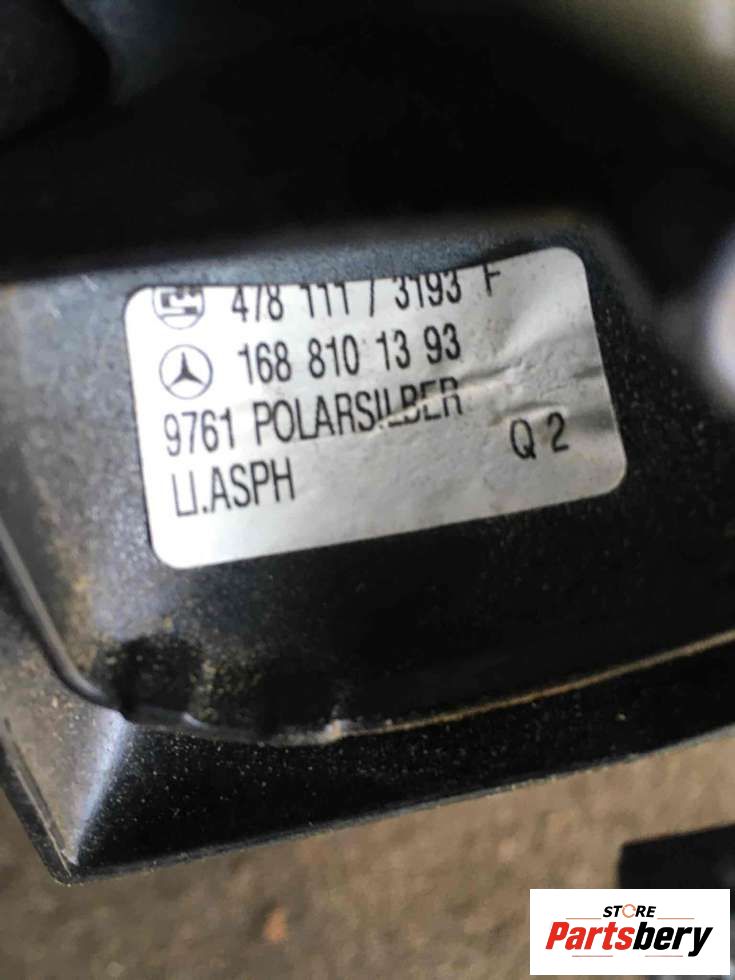 478 111 / 3193 F
168 810 13 93
9761 POLARSILBER
LI.ASPH
Q 2
STORE
Partsbery